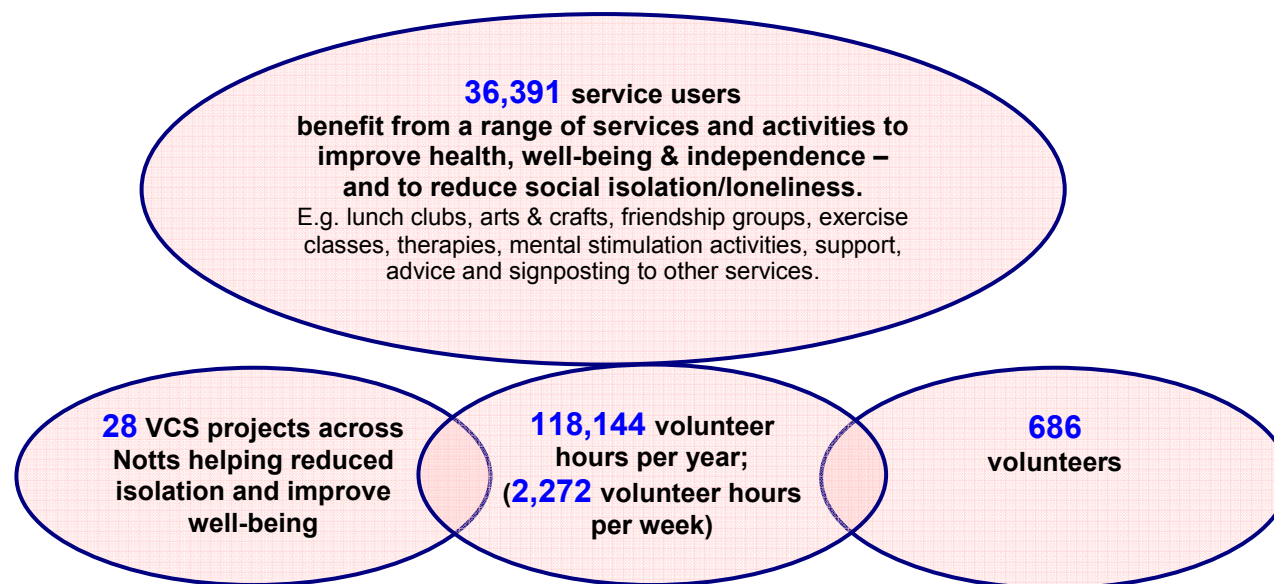 36,391 service users
benefit from a range of services and activities to
improve health, well-being & independence –
and to reduce social isolation/loneliness.
E.g. lunch clubs, arts & crafts, friendship groups, exercise
classes, therapies, mental stimulation activities, support,
advice and signposting to other services.
28 VCS projects across
Notts helping reduced
isolation and improve
well-being
118,144 volunteer
hours per year;
(2,272 volunteer hours
per week)
686
volunteers